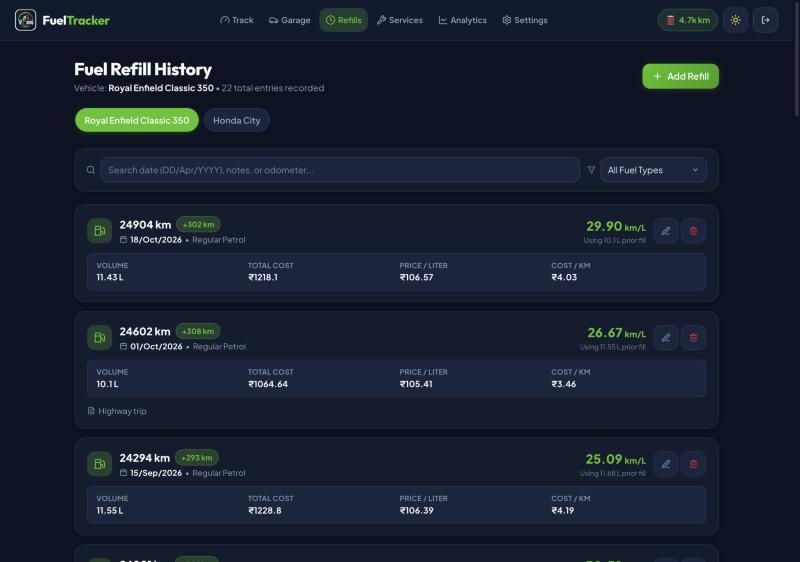 FuelTracker
Track
Garage
Refills
Services
Analytics
Settings
4.7k km
Fuel Refill History
Vehicle: Royal Enfield Classic 350 • 22 total entries recorded
+ Add Refill
Royal Enfield Classic 350
Honda City
Search date (DD/Apr/YYYY), notes, or odometer...
All Fuel Types
24904 km +302 km
18/Oct/2026 • Regular Petrol
29.90 km/L
Using 10.1 L prior fill
VOLUME TOTAL COST PRICE / LITER COST / KM
11.43 L ₹1218.1 ₹106.57 ₹4.03
24602 km +308 km
01/Oct/2026 • Regular Petrol
26.67 km/L
Using 11.55 L prior fill
VOLUME TOTAL COST PRICE / LITER COST / KM
10.1 L ₹1064.64 ₹105.41 ₹3.46
Highway trip
24294 km +293 km
15/Sep/2026 • Regular Petrol
25.09 km/L
Using 11.68 L prior fill
VOLUME TOTAL COST PRICE / LITER COST / KM
11.55 L ₹1228.8 ₹106.39 ₹4.19